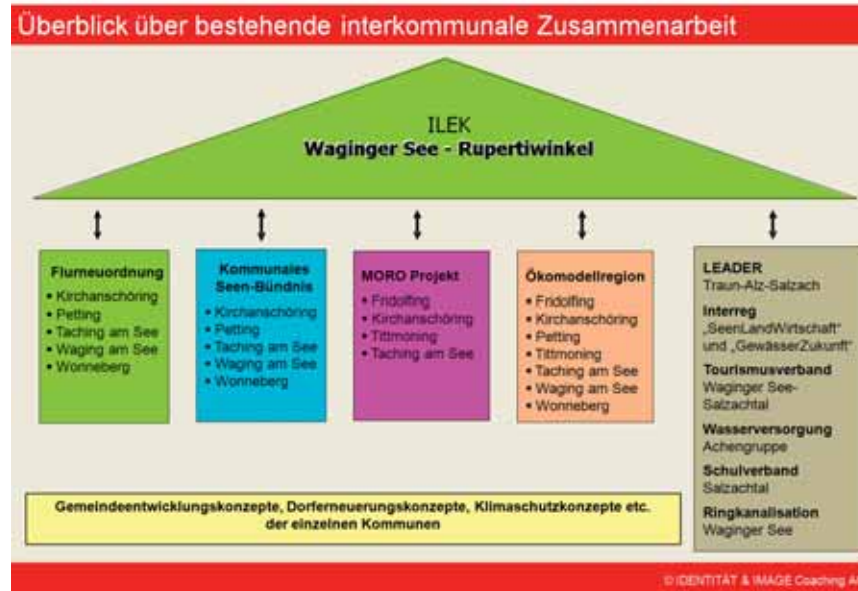 Überblick über bestehende interkommunale Zusammenarbeit
ILEK
Waginger See - Rupertiwinkel
Flurneuordnung
• Kirchanschöring
• Petting
• Taching am See
• Waging am See
• Wonneberg
Kommunales
Seen-Bündnis
• Kirchanschöring
• Petting
• Taching am See
• Waging am See
• Wonneberg
MORO Projekt
• Fridolfing
• Kirchanschöring
• Tittmoning
• Taching am See
Ökomodellregion
• Fridolfing
• Kirchanschöring
• Petting
• Tittmoning
• Taching am See
• Waging am See
• Wonneberg
LEADER
Traun-Alz-Salzach
Interreg
„SeenLandWirtschaft“
und „GewässerZukunft“
Tourismusverband
Waginger See-
Salzachtal
Wasserversorgung
Achengruppe
Schulverband
Salzachtal
Ringkanalisation
Waginger See
Gemeindeentwicklungskonzepte, Dorferneuerungskonzepte, Klimaschutzkonzepte etc.
der einzelnen Kommunen
© IDENTITÄT & IMAGE Coaching A